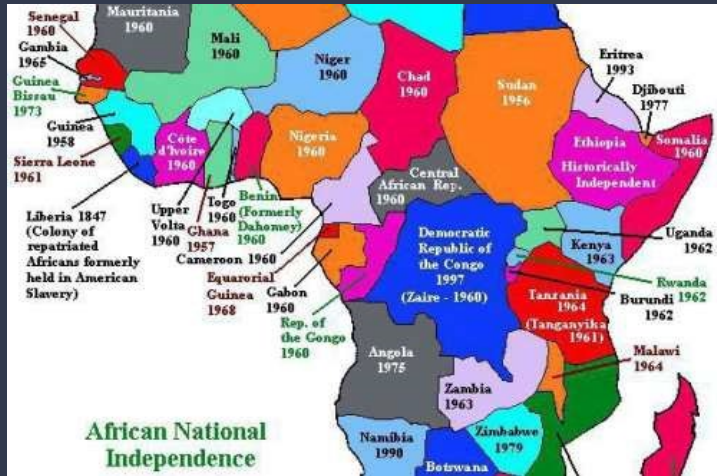 Mauritania
1960
Senegal
1960
Gambia
1965
Guinea
Bissau
1973
Guinea
1958
Sierra Leone
1961
Liberia 1847
(Colony of
repatriated
Africans formerly
held in American
Slavery)
Mali
1960
Côte
d'Ivoire
1960
Upper
Volta
1960
Ghana
1957
Togo
1960
Benin
(Formerly
Dahomey)
1960
Niger
1960
Nigeria
1960
Cameroon 1960
Equarorial
Guinea
1968
Gabon
1960
Rep. of
the Congo
1960
Chad
1960
Central
African Rep.
1960
Sudan
1956
Eritrea
1993
Djibouti
1977
Ethiopia
Historically
Independent
Somalia
1960
Democratic
Republic of
the Congo
1997
(Zaire - 1960)
Uganda
1962
Kenya
1963
Rwanda
1962
Burundi
1962
Tanzania
1964
(Tanganyika
1961)
Malawi
1964
Angola
1975
Zambia
1963
Zimbabwe
1979
Namibia
1990
Botswana
African National
Independence